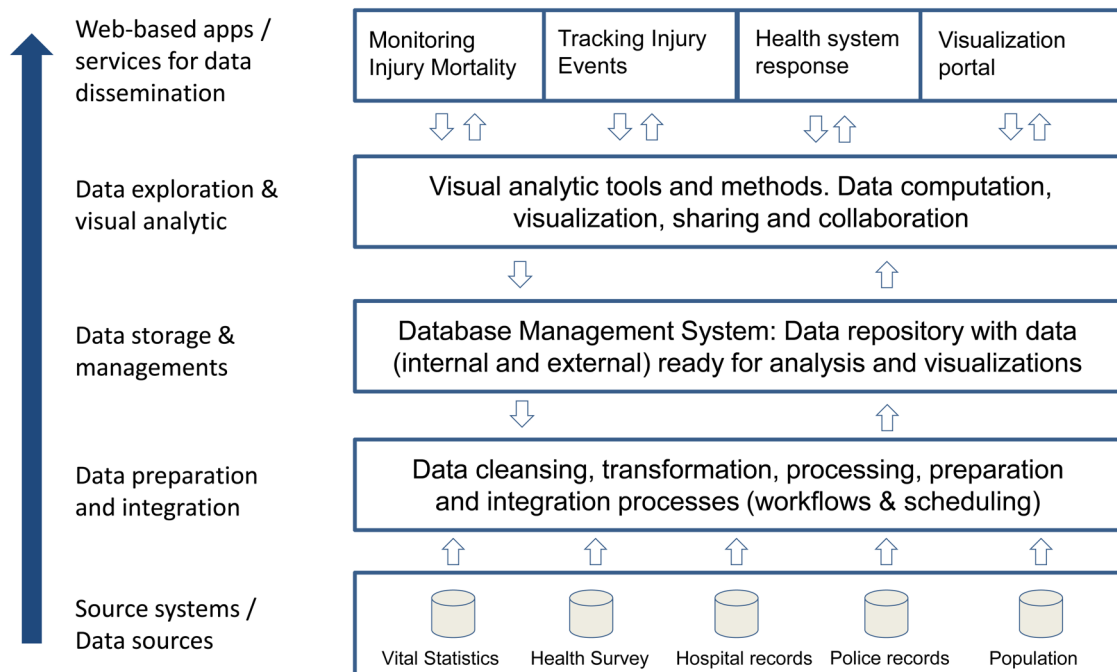 Web-based apps /
services for data
dissemination
Monitoring
Injury Mortality
Tracking Injury
Events
Health system
response
Visualization
portal
Data exploration &
visual analytic
Visual analytic tools and methods. Data computation,
visualization, sharing and collaboration
Data storage &
managements
Database Management System: Data repository with data
(internal and external) ready for analysis and visualizations
Data preparation
and integration
Data cleansing, transformation, processing, preparation
and integration processes (workflows & scheduling)
Source systems /
Data sources
Vital Statistics
Health Survey
Hospital records
Police records
Population